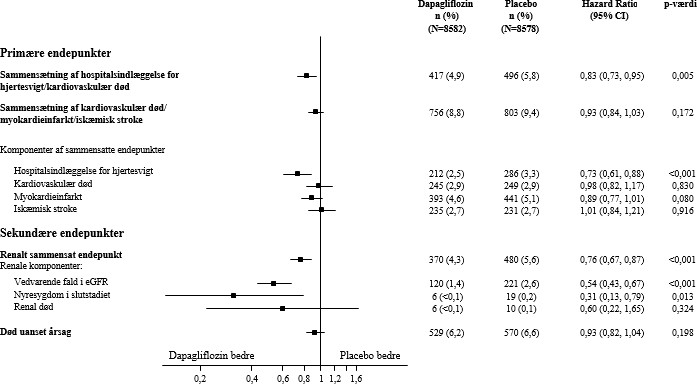 Dapagliflozin Placebo Hazard Ratio p-værdi
n (%) n (%) (95% CI)
(N=8582) (N=8578)
Primære endepunkter
Sammensætning af hospitalsindlæggelse for
hjertesvigt/kardiovaskulær død 417 (4,9) 496 (5,8) 0,83 (0,73, 0,95) 0,005
Sammensætning af kardiovaskulær død/
myokardieinfarkt/iskæmisk stroke 756 (8,8) 803 (9,4) 0,93 (0,84, 1,03) 0,172
Komponenter af sammensatte endepunkter
Hospitalsindlæggelse for hjertesvigt 212 (2,5) 286 (3,3) 0,73 (0,61, 0,88) <0,001
Kardiovaskulær død 245 (2,9) 249 (2,9) 0,98 (0,82, 1,17) 0,830
Myokardieinfarkt 393 (4,6) 441 (5,1) 0,89 (0,77, 1,01) 0,080
Iskæmisk stroke 235 (2,7) 231 (2,7) 1,01 (0,84, 1,21) 0,916
Sekundære endepunkter
Renalt sammensat endepunkt 370 (4,3) 480 (5,6) 0,76 (0,67, 0,87) <0,001
Renale komponenter:
Vedvarende fald i eGFR 120 (1,4) 221 (2,6) 0,54 (0,43, 0,67) <0,001
Nyresygdom i slutstadiet 6 (<0,1) 19 (0,2) 0,31 (0,13, 0,79) 0,013
Renal død 6 (<0,1) 10 (0,1) 0,60 (0,22, 1,65) 0,324
Død uanset årsag 529 (6,2) 570 (6,6) 0,93 (0,82, 1,04) 0,198
Dapagliflozin bedre Placebo bedre
0,2 0,4 0,6 0,8 1 1,2 1,6